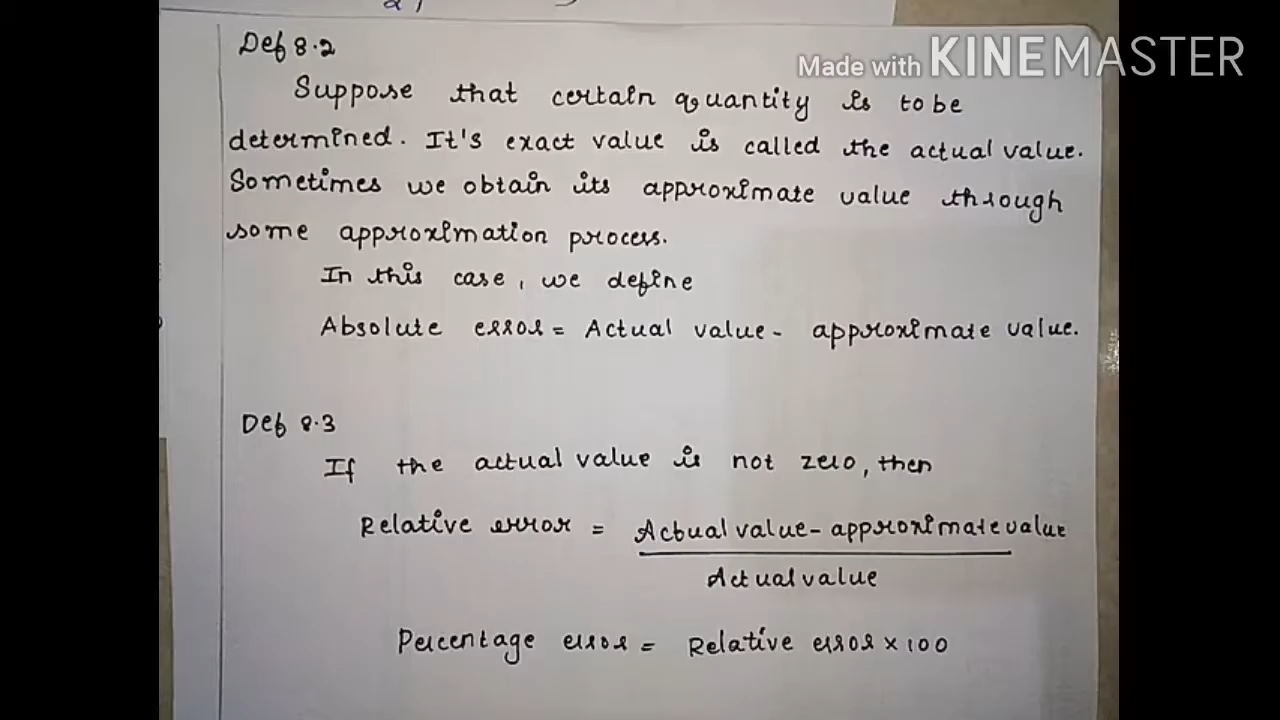 Made with KINEMASTER
Def 8.2
Suppose that certain quantity is to be
determined. It's exact value is called the actual value.
Sometimes we obtain its approximate value through
some approximation process.
In this case, we define
Absolute error = Actual value - approximate value.
Def 8.3
If the actual value is not zero, then
Relative error = Actual value - approximate value
Actual value
Percentage error = Relative error × 100